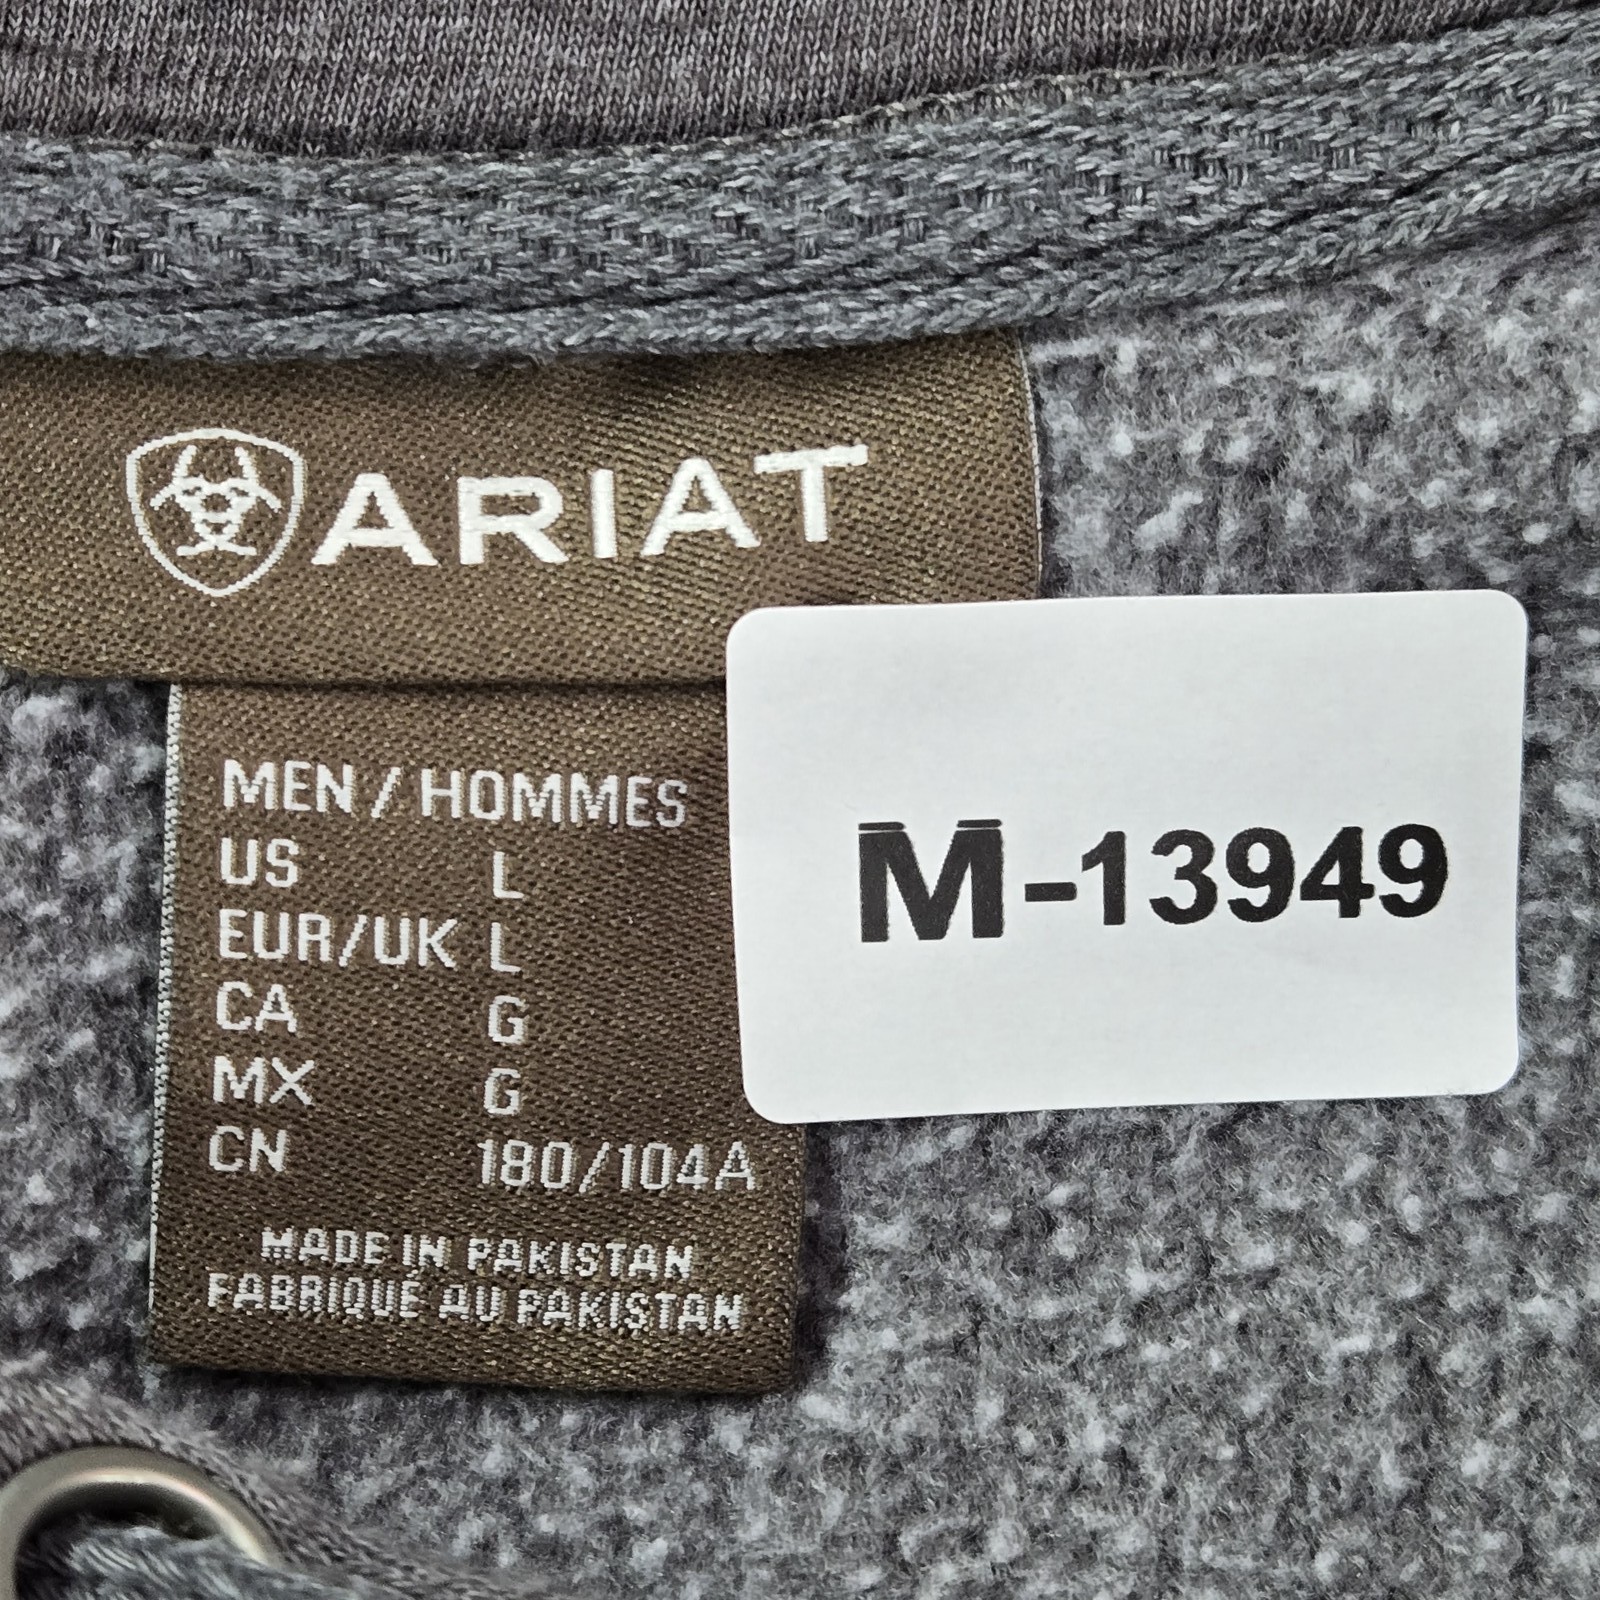 ARIAT
MEN / HOMMES
US L
EUR/UK L
CA G
MX G
CN 180/104A
MADE IN PAKISTAN
FABRIQUÉ AU PAKISTAN
M-13949